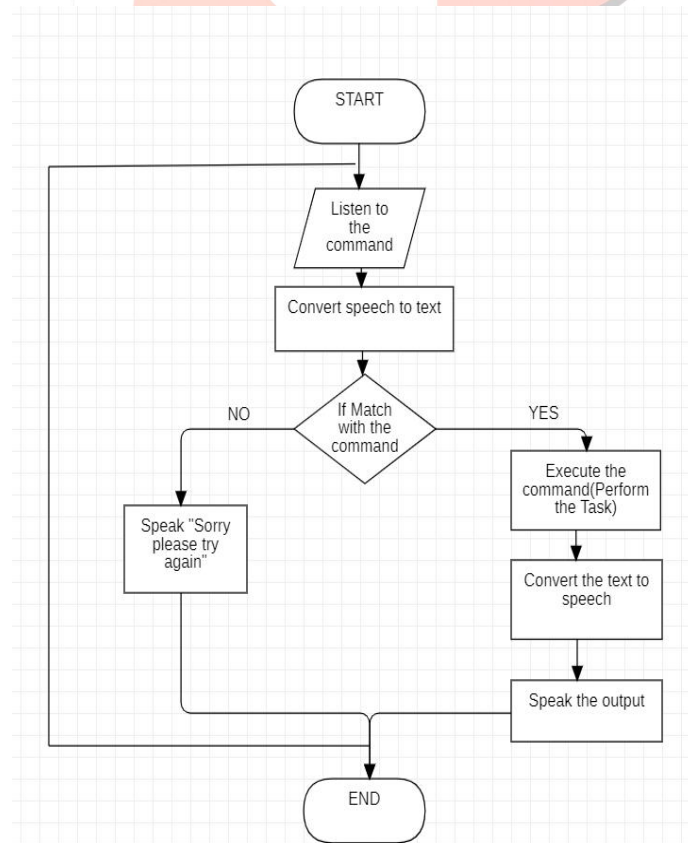 START
Listen to
the
command
Convert speech to text
If Match
with the
command
NO
YES
Speak "Sorry
please try
again"
Execute the
command(Perform
the Task)
Convert the text to
speech
Speak the output
END